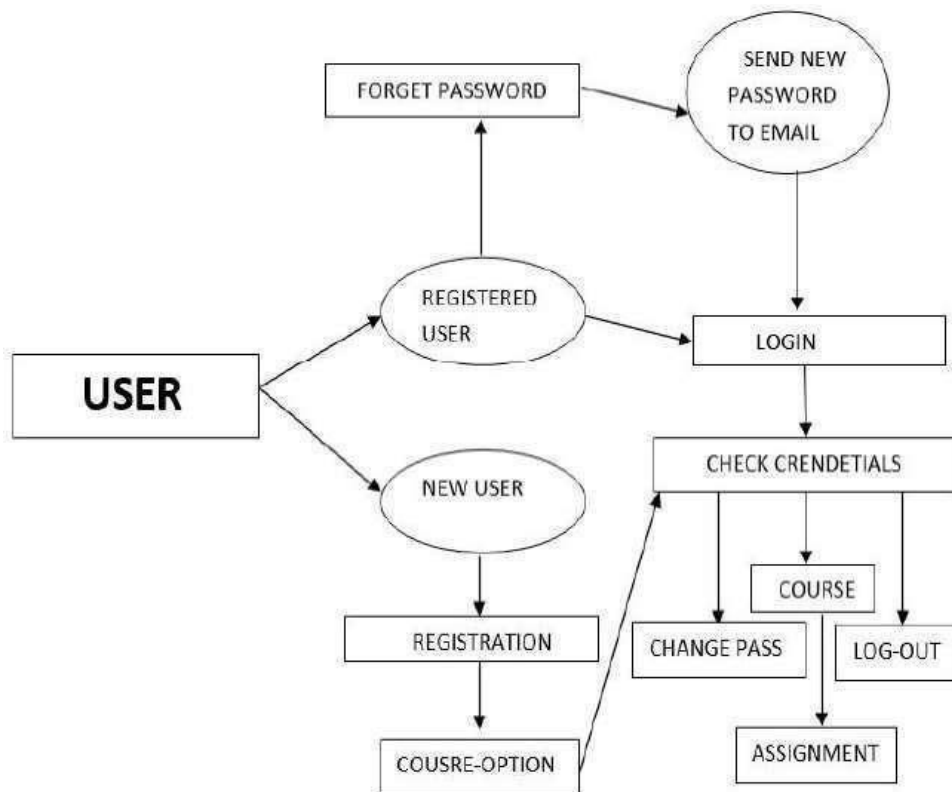 SEND NEW
PASSWORD
TO EMAIL
FORGET PASSWORD
REGISTERED
USER
LOGIN
USER
CHECK CRENDETIALS
NEW USER
COURSE
REGISTRATION
CHANGE PASS
LOG-OUT
COUSRE-OPTION
ASSIGNMENT